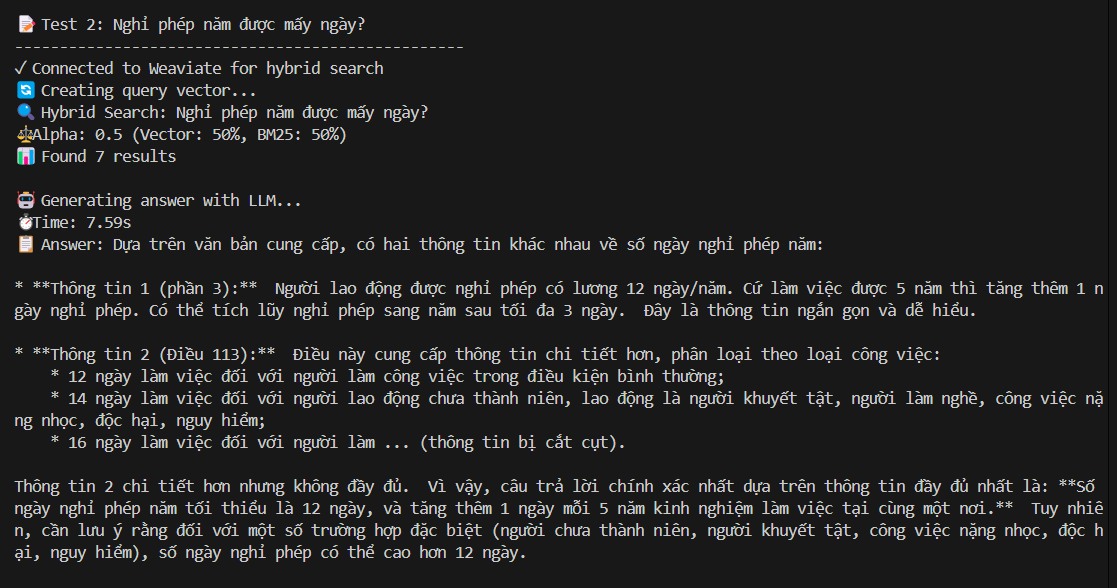 📝 Test 2: Nghỉ phép năm được mấy ngày?
--------------------------------------------------
✓ Connected to Weaviate for hybrid search
🔄 Creating query vector...
🔍 Hybrid Search: Nghỉ phép năm được mấy ngày?
⚖️Alpha: 0.5 (Vector: 50%, BM25: 50%)
📊 Found 7 results
🤖 Generating answer with LLM...
⏱️Time: 7.59s
📋 Answer: Dựa trên văn bản cung cấp, có hai thông tin khác nhau về số ngày nghỉ phép năm:
* **Thông tin 1 (phần 3):**  Người lao động được nghỉ phép có lương 12 ngày/năm. Cứ làm việc được 5 năm thì tăng thêm 1 n
gày nghỉ phép. Có thể tích lũy nghỉ phép sang năm sau tối đa 3 ngày.  Đây là thông tin ngắn gọn và dễ hiểu.
* **Thông tin 2 (Điều 113):**  Điều này cung cấp thông tin chi tiết hơn, phân loại theo loại công việc:
    * 12 ngày làm việc đối với người làm công việc trong điều kiện bình thường;
    * 14 ngày làm việc đối với người lao động chưa thành niên, lao động là người khuyết tật, người làm nghề, công việc nặ
ng nhọc, độc hại, nguy hiểm;
    * 16 ngày làm việc đối với người làm ... (thông tin bị cắt cụt).
Thông tin 2 chi tiết hơn nhưng không đầy đủ.  Vì vậy, câu trả lời chính xác nhất dựa trên thông tin đầy đủ nhất là: **Số
ngày nghỉ phép năm tối thiểu là 12 ngày, và tăng thêm 1 ngày mỗi 5 năm kinh nghiệm làm việc tại cùng một nơi.**  Tuy nhiê
n, cần lưu ý rằng đối với một số trường hợp đặc biệt (người chưa thành niên, người khuyết tật, công việc nặng nhọc, độc h
ại, nguy hiểm), số ngày nghỉ phép có thể cao hơn 12 ngày.